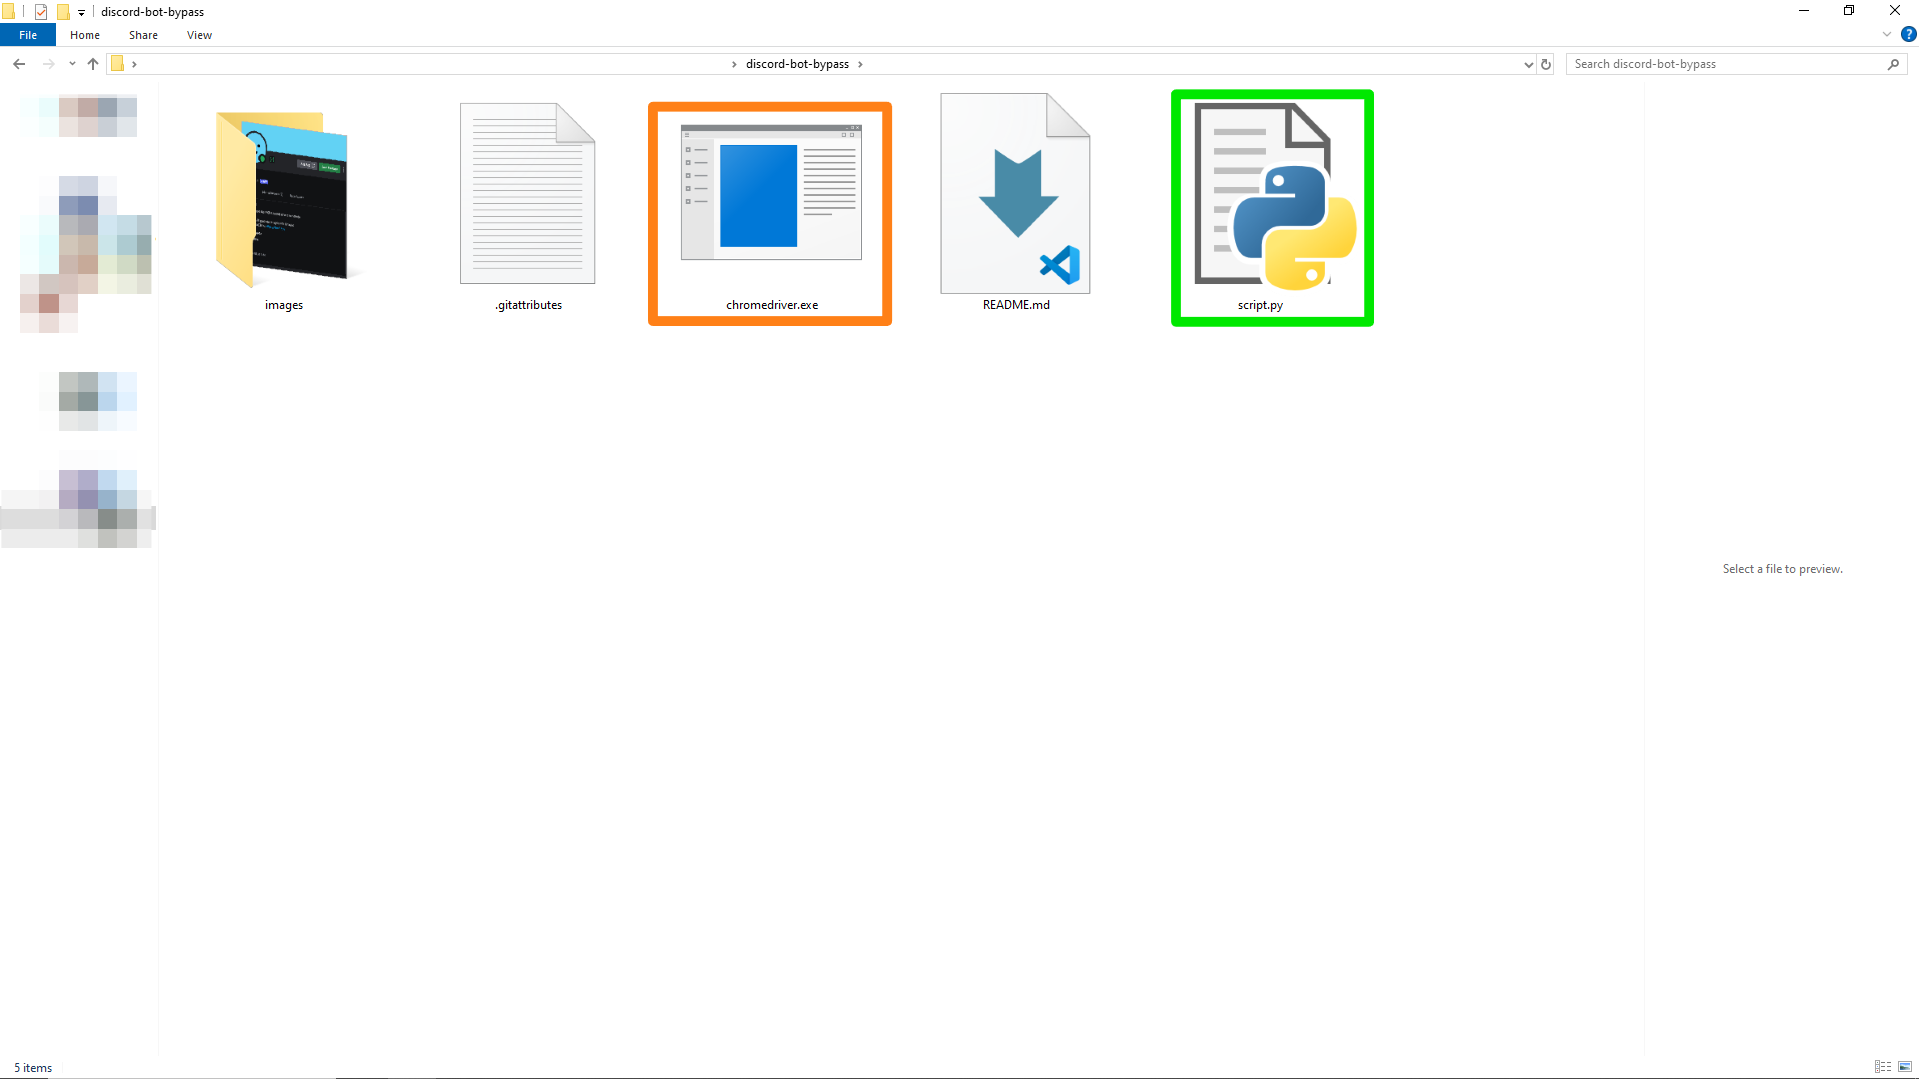 discord-bot-bypass
File
Home
Share
View
discord-bot-bypass
Search discord-bot-bypass
images
.gitattributes
chromedriver.exe
README.md
script.py
Select a file to preview.
5 items